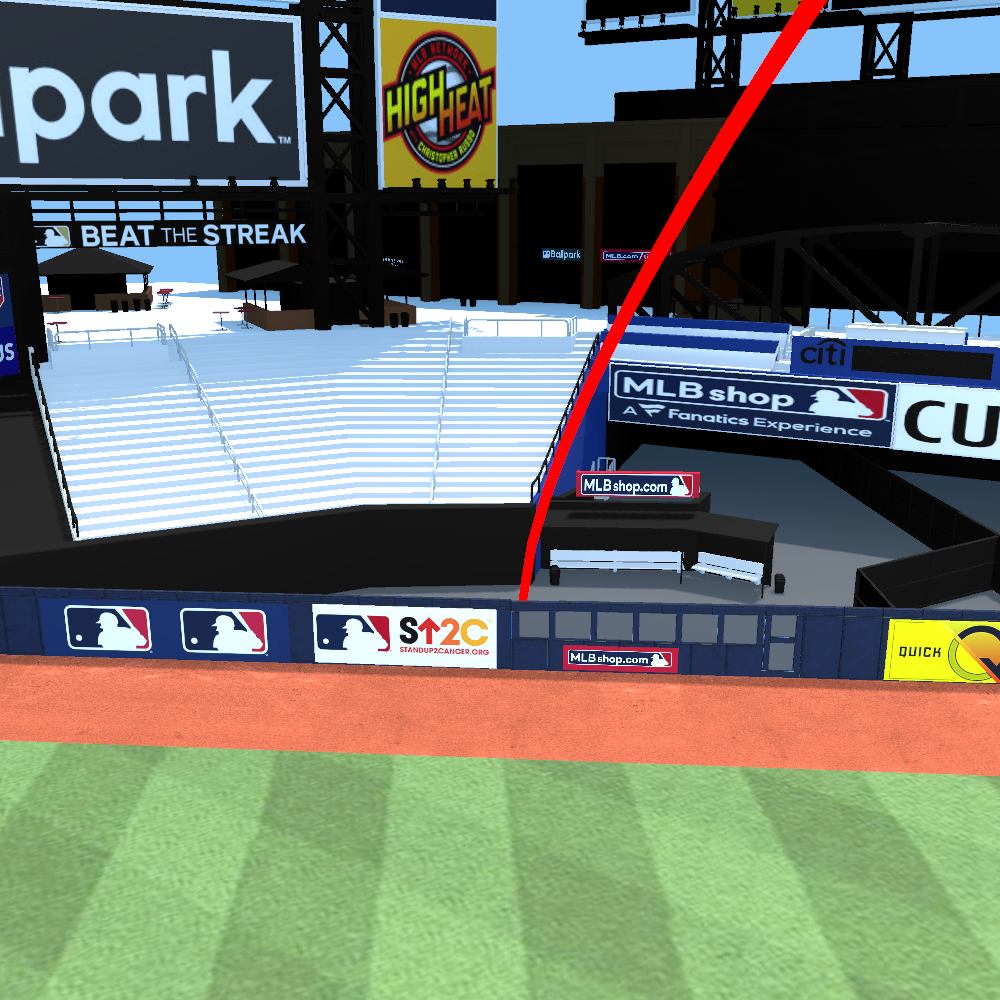 park™
MLB NETWORK
HIGH HEAT
CHRISTOPHER RUSSO
BEAT THE STREAK
Ballpark
MLB.com/
US
citi
MLB shop
A Fanatics Experience
CU
MLBshop.com
S↑2C
STANDUP2CANCER.ORG
MLBshop.com
QUICK